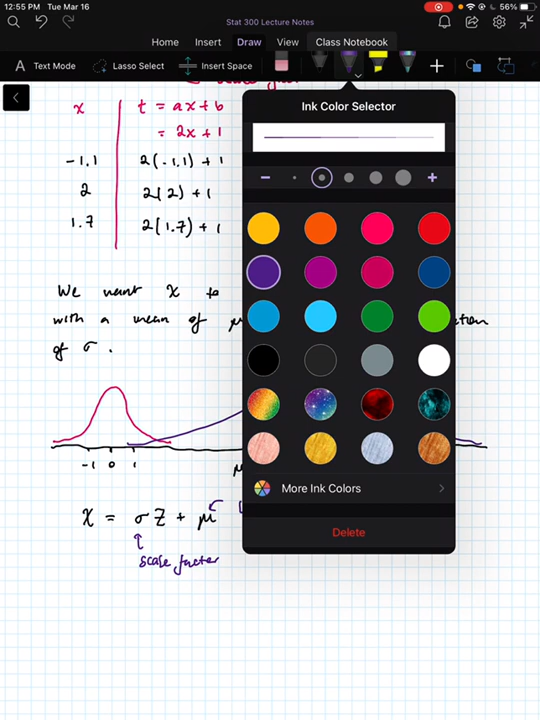 12:55 PM Tue Mar 16
56%
Stat 300 Lecture Notes
Home Insert Draw View Class Notebook
A Text Mode Lasso Select Insert Space
Ink Color Selector
x t = ax + b
= 2x + 1
-1.1 2(-1.1) + 1
2 2(2) + 1
1.7 2(1.7) + 1
We want X to
with a mean of
of σ.
-1 0 1 μ
X = σZ + μ
scale factor
More Ink Colors
Delete